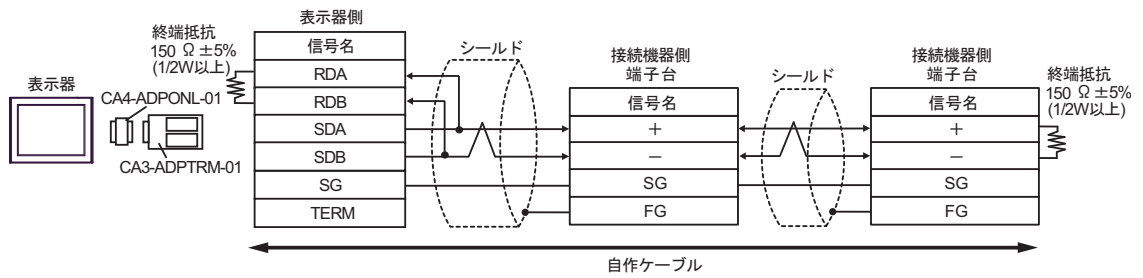 表示器
CA4-ADPONL-01
CA3-ADPTRM-01
終端抵抗
150 Ω ±5%
(1/2W以上)
表示器側
信号名
RDA
RDB
SDA
SDB
SG
TERM
シールド
接続機器側
端子台
信号名
+
-
SG
FG
シールド
接続機器側
端子台
信号名
+
-
SG
FG
終端抵抗
150 Ω ±5%
(1/2W以上)
自作ケーブル